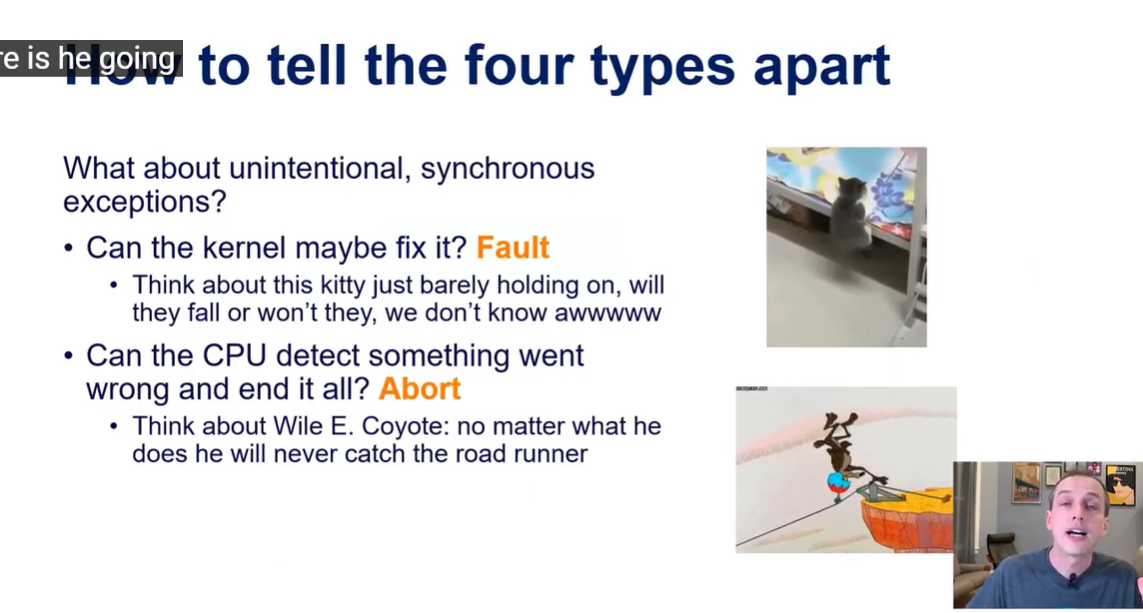 re is he going
How to tell the four types apart
What about unintentional, synchronous
exceptions?
• Can the kernel maybe fix it? Fault
• Think about this kitty just barely holding on, will
they fall or won't they, we don't know awwwww
• Can the CPU detect something went
wrong and end it all? Abort
• Think about Wile E. Coyote: no matter what he
does he will never catch the road runner